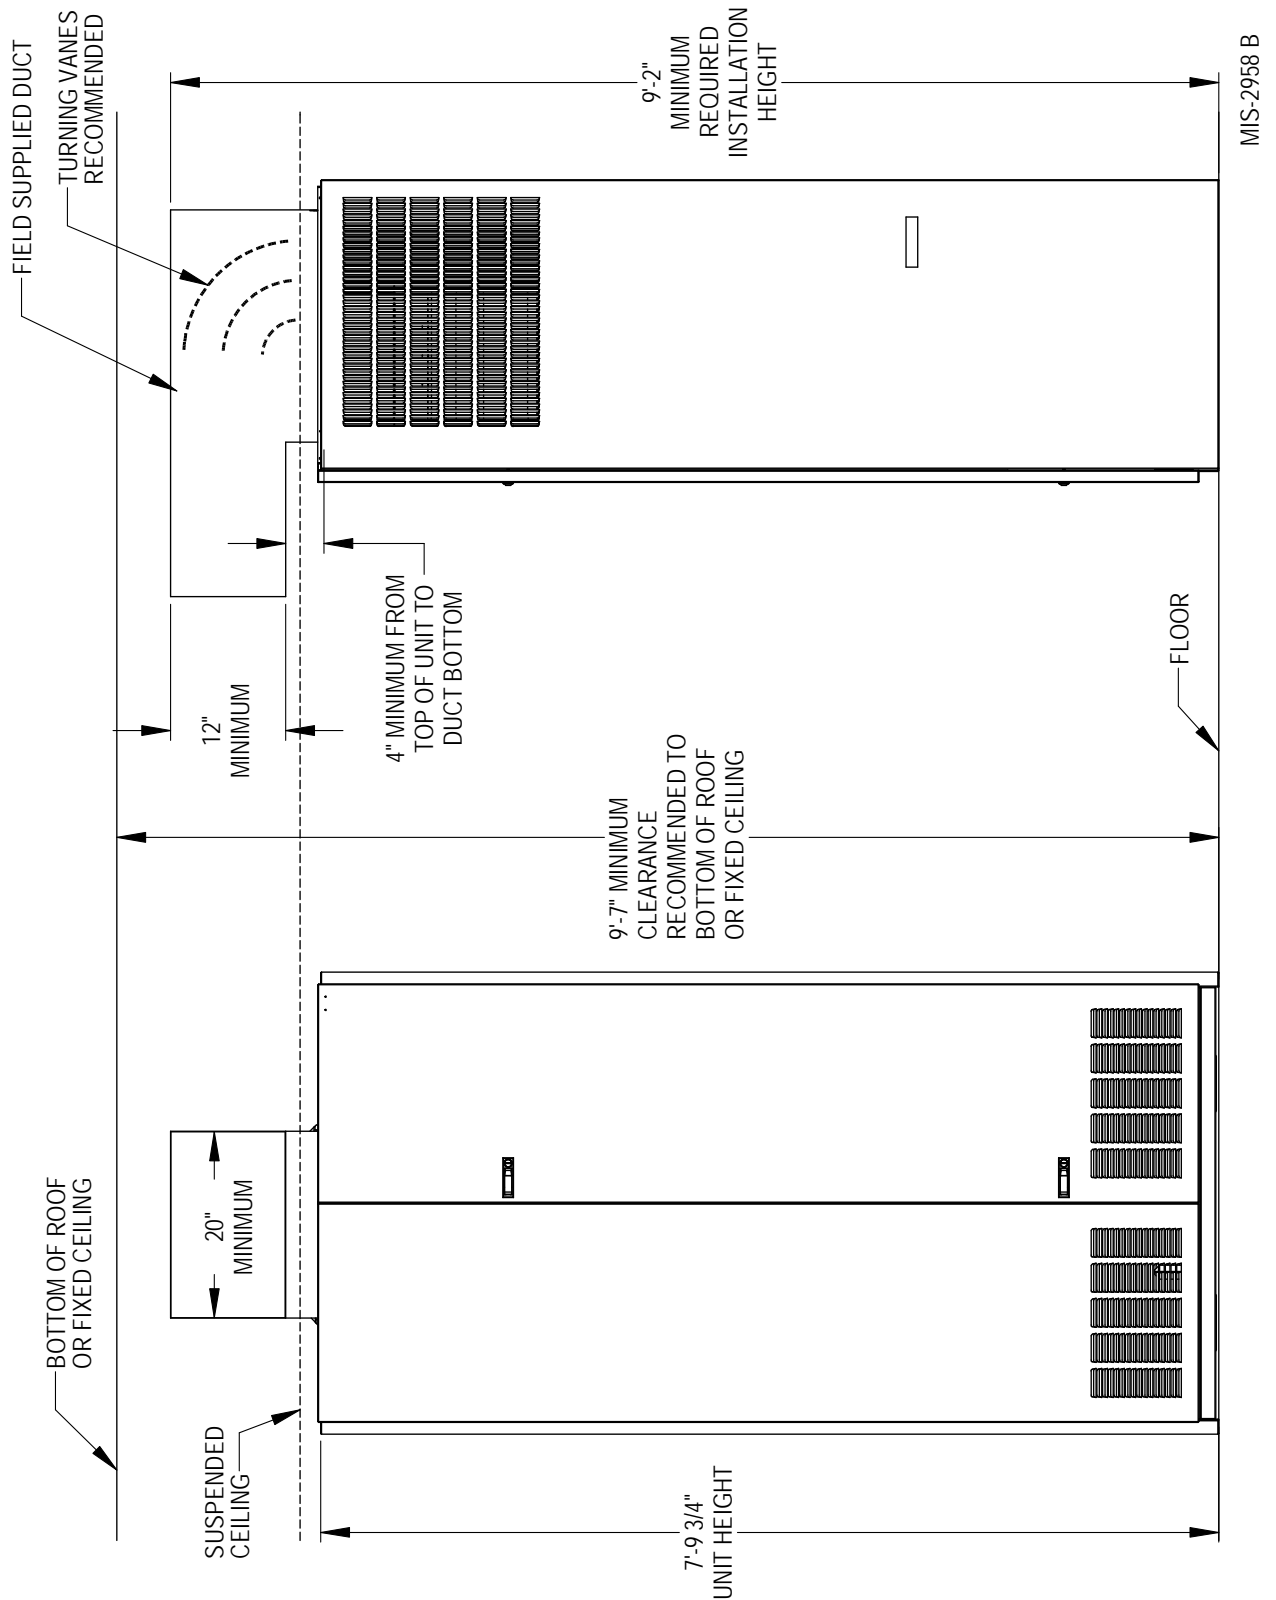 BOTTOM OF ROOF
OR FIXED CEILING
SUSPENDED
CEILING
7'-9 3/4"
UNIT HEIGHT
20"
MINIMUM
9'-7" MINIMUM
CLEARANCE
RECOMMENDED TO
BOTTOM OF ROOF
OR FIXED CEILING
12"
MINIMUM
4" MINIMUM FROM
TOP OF UNIT TO
DUCT BOTTOM
FLOOR
FIELD SUPPLIED DUCT
TURNING VANES
RECOMMENDED
9'-2"
MINIMUM
REQUIRED
INSTALLATION
HEIGHT
MIS-2958 B